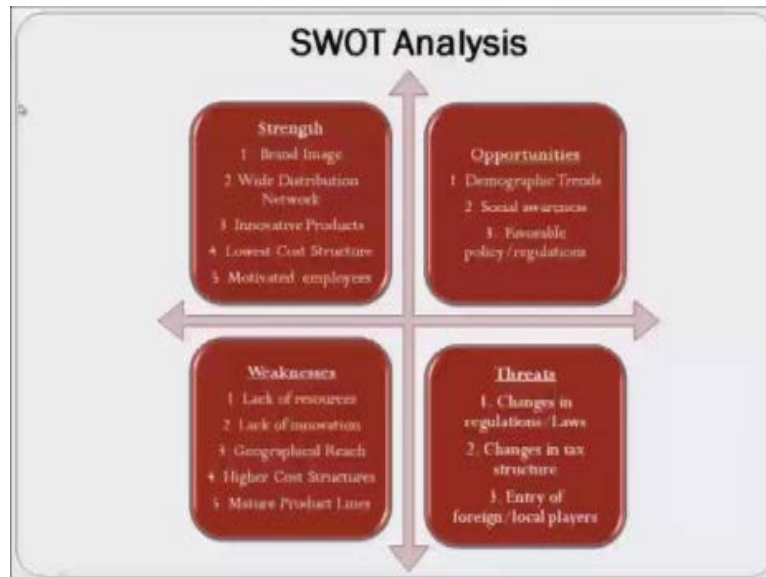 SWOT Analysis
Strength
1 Brand Image
2 Wide Distribution
Network
3 Innovative Products
4 Lowest Cost Structure
5 Motivated employees
Opportunities
1 Demographic Trends
2 Social awareness
3. Favorable
policy/regulations
Weaknesses
1 Lack of resources
2 Lack of innovation
3 Geographical Reach
4 Higher Cost Structures
5 Mature Product Lines
Threats
1. Changes in
regulations/Laws
2. Changes in tax
structure
3. Entry of
foreign/local players